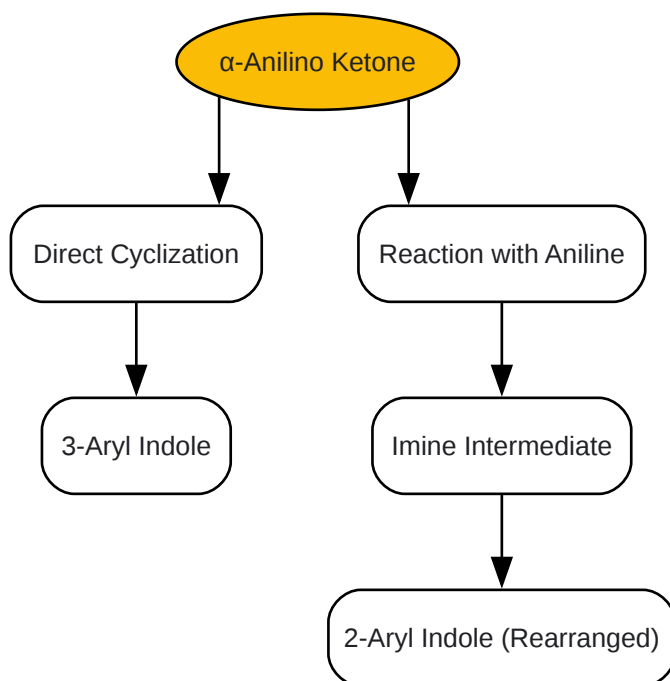 α-Anilino Ketone
Direct Cyclization
Reaction with Aniline
3-Aryl Indole
Imine Intermediate
2-Aryl Indole (Rearranged)